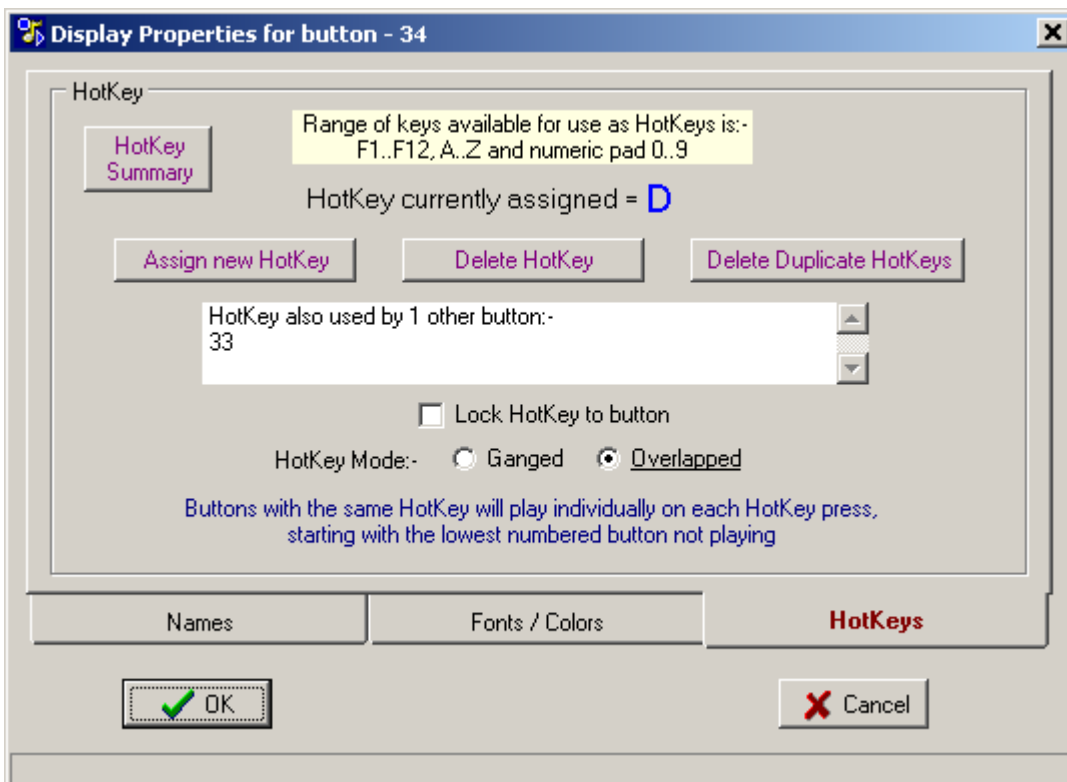 Display Properties for button - 34
HotKey
HotKey
Summary
Range of keys available for use as HotKeys is:-
F1..F12, A..Z and numeric pad 0..9
HotKey currently assigned = D
Assign new HotKey
Delete HotKey
Delete Duplicate HotKeys
HotKey also used by 1 other button:-
33
Lock HotKey to button
HotKey Mode:- Ganged Overlapped
Buttons with the same HotKey will play individually on each HotKey press,
starting with the lowest numbered button not playing
Names
Fonts / Colors
HotKeys
OK
Cancel